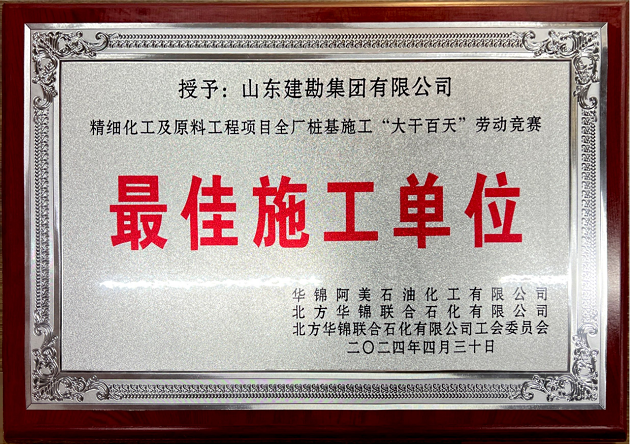 授予：山东建勘集团有限公司
精细化工及原料工程项目全厂桩基施工“大干百天”劳动竞赛
最佳施工单位
华锦阿美石油化工有限公司
北方华锦联合石化有限公司
北方华锦联合石化有限公司工会委员会
二〇二四年四月三十日